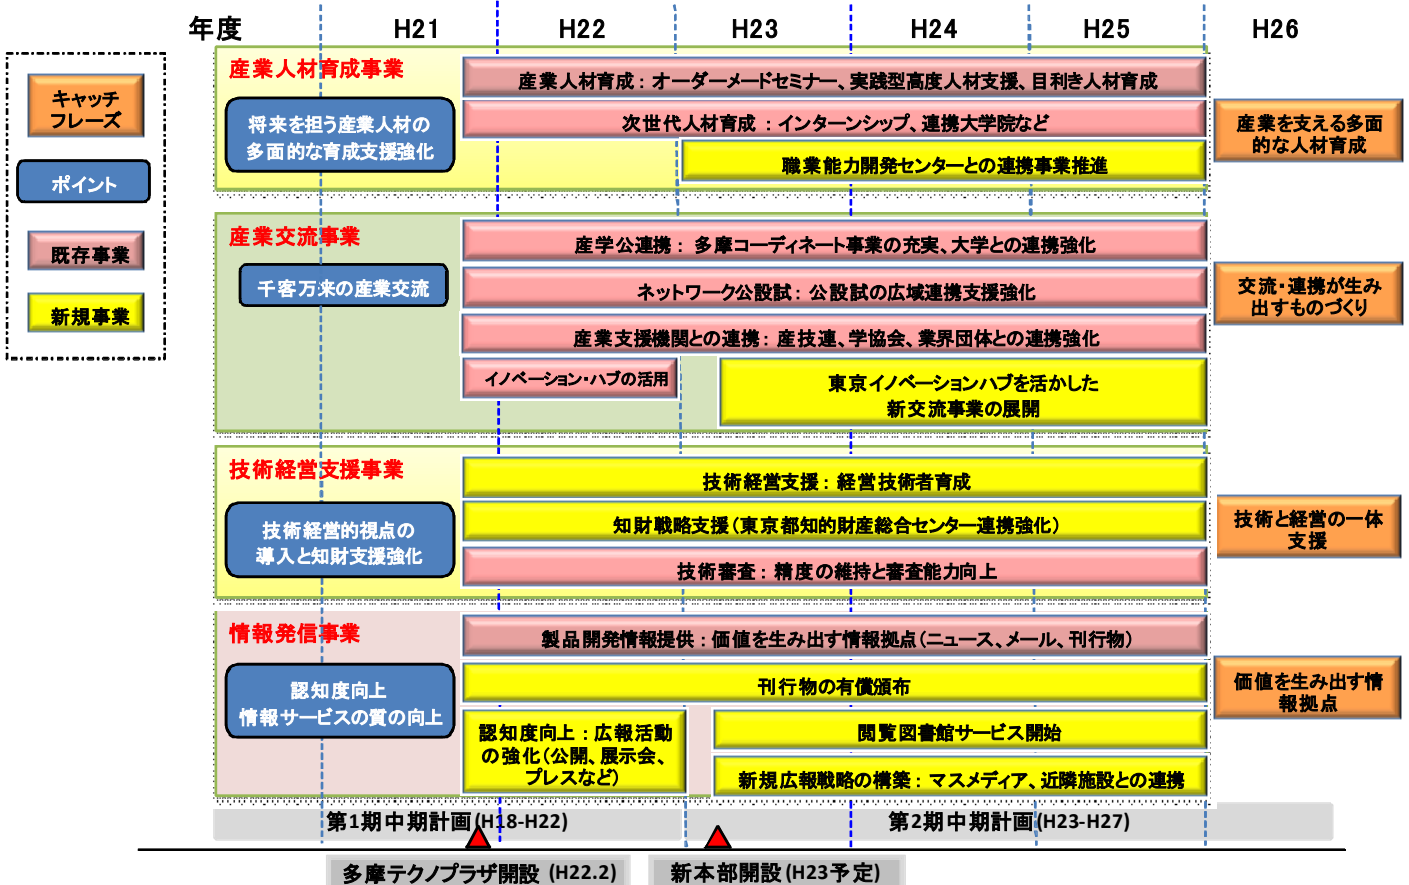 年度 H21 H22 H23 H24 H25 H26
キャッチ
フレーズ
ポイント
既存事業
新規事業
産業人材育成事業
将来を担う産業人材の
多面的な育成支援強化
産業人材育成：オーダーメードセミナー、実践型高度人材支援、目利き人材育成
次世代人材育成：インターンシップ、連携大学院など
職業能力開発センターとの連携事業推進
産業を支える多面
的な人材育成
産業交流事業
千客万来の産業交流
産学公連携：多摩コーディネート事業の充実、大学との連携強化
ネットワーク公設試：公設試の広域連携支援強化
産業支援機関との連携：産技連、学協会、業界団体との連携強化
イノベーション・ハブの活用
東京イノベーションハブを活かした
新交流事業の展開
交流・連携が生み
出すものづくり
技術経営支援事業
技術経営的視点の
導入と知財支援強化
技術経営支援：経営技術者育成
知財戦略支援（東京都知的財産総合センター連携強化）
技術審査：精度の維持と審査能力向上
技術と経営の一体
支援
情報発信事業
認知度向上
情報サービスの質の向上
製品開発情報提供：価値を生み出す情報拠点（ニュース、メール、刊行物）
刊行物の有償頒布
認知度向上：広報活動
の強化（公開、展示会、
プレスなど）
閲覧図書館サービス開始
新規広報戦略の構築：マスメディア、近隣施設との連携
価値を生み出す情
報拠点
第1期中期計画(H18-H22)
第2期中期計画(H23-H27)
多摩テクノプラザ開設 (H22.2)
新本部開設(H23予定)